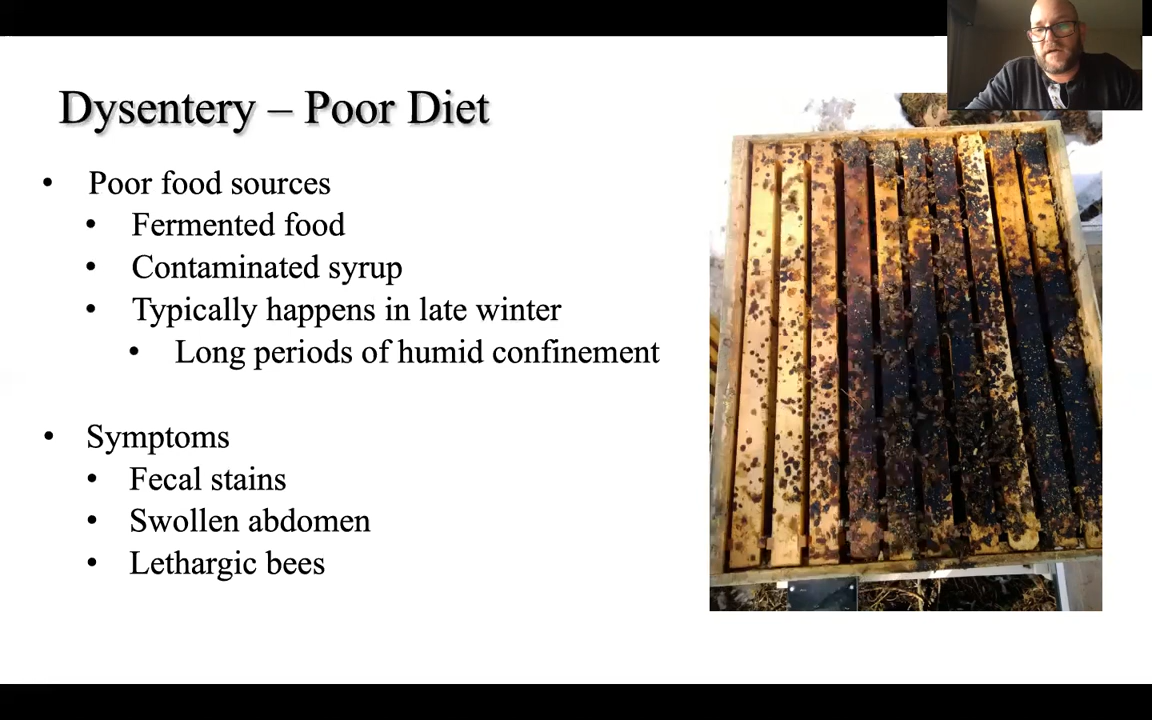 Dysentery – Poor Diet
• Poor food sources
• Fermented food
• Contaminated syrup
• Typically happens in late winter
• Long periods of humid confinement
• Symptoms
• Fecal stains
• Swollen abdomen
• Lethargic bees